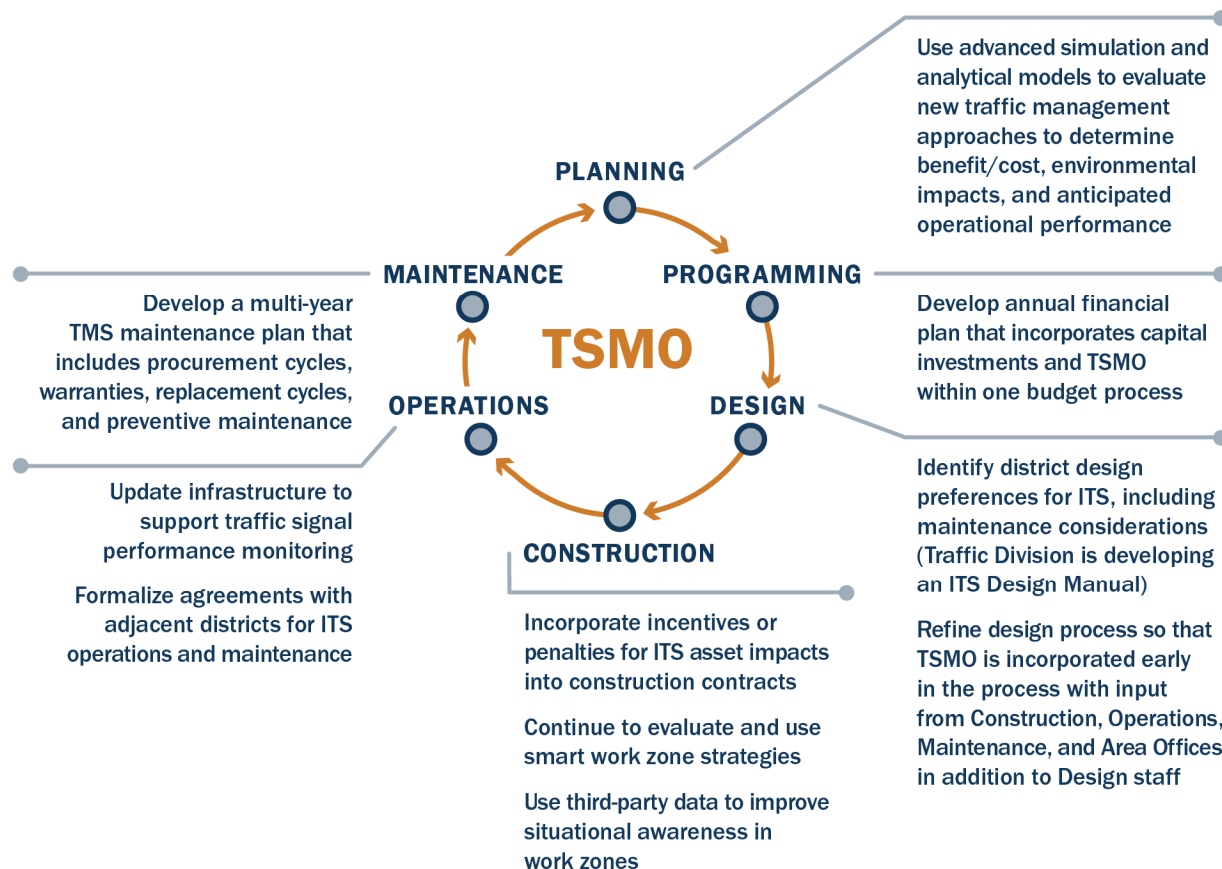 PLANNING
Use advanced simulation and
analytical models to evaluate
new traffic management
approaches to determine
benefit/cost, environmental
impacts, and anticipated
operational performance
PROGRAMMING
Develop annual financial
plan that incorporates capital
investments and TSMO
within one budget process
DESIGN
Identify district design
preferences for ITS, including
maintenance considerations
(Traffic Division is developing
an ITS Design Manual)
Refine design process so that
TSMO is incorporated early
in the process with input
from Construction, Operations,
Maintenance, and Area Offices
in addition to Design staff
CONSTRUCTION
Incorporate incentives or
penalties for ITS asset impacts
into construction contracts
Continue to evaluate and use
smart work zone strategies
Use third-party data to improve
situational awareness in
work zones
OPERATIONS
Update infrastructure to
support traffic signal
performance monitoring
Formalize agreements with
adjacent districts for ITS
operations and maintenance
MAINTENANCE
Develop a multi-year
TMS maintenance plan that
includes procurement cycles,
warranties, replacement cycles,
and preventive maintenance
TSMO